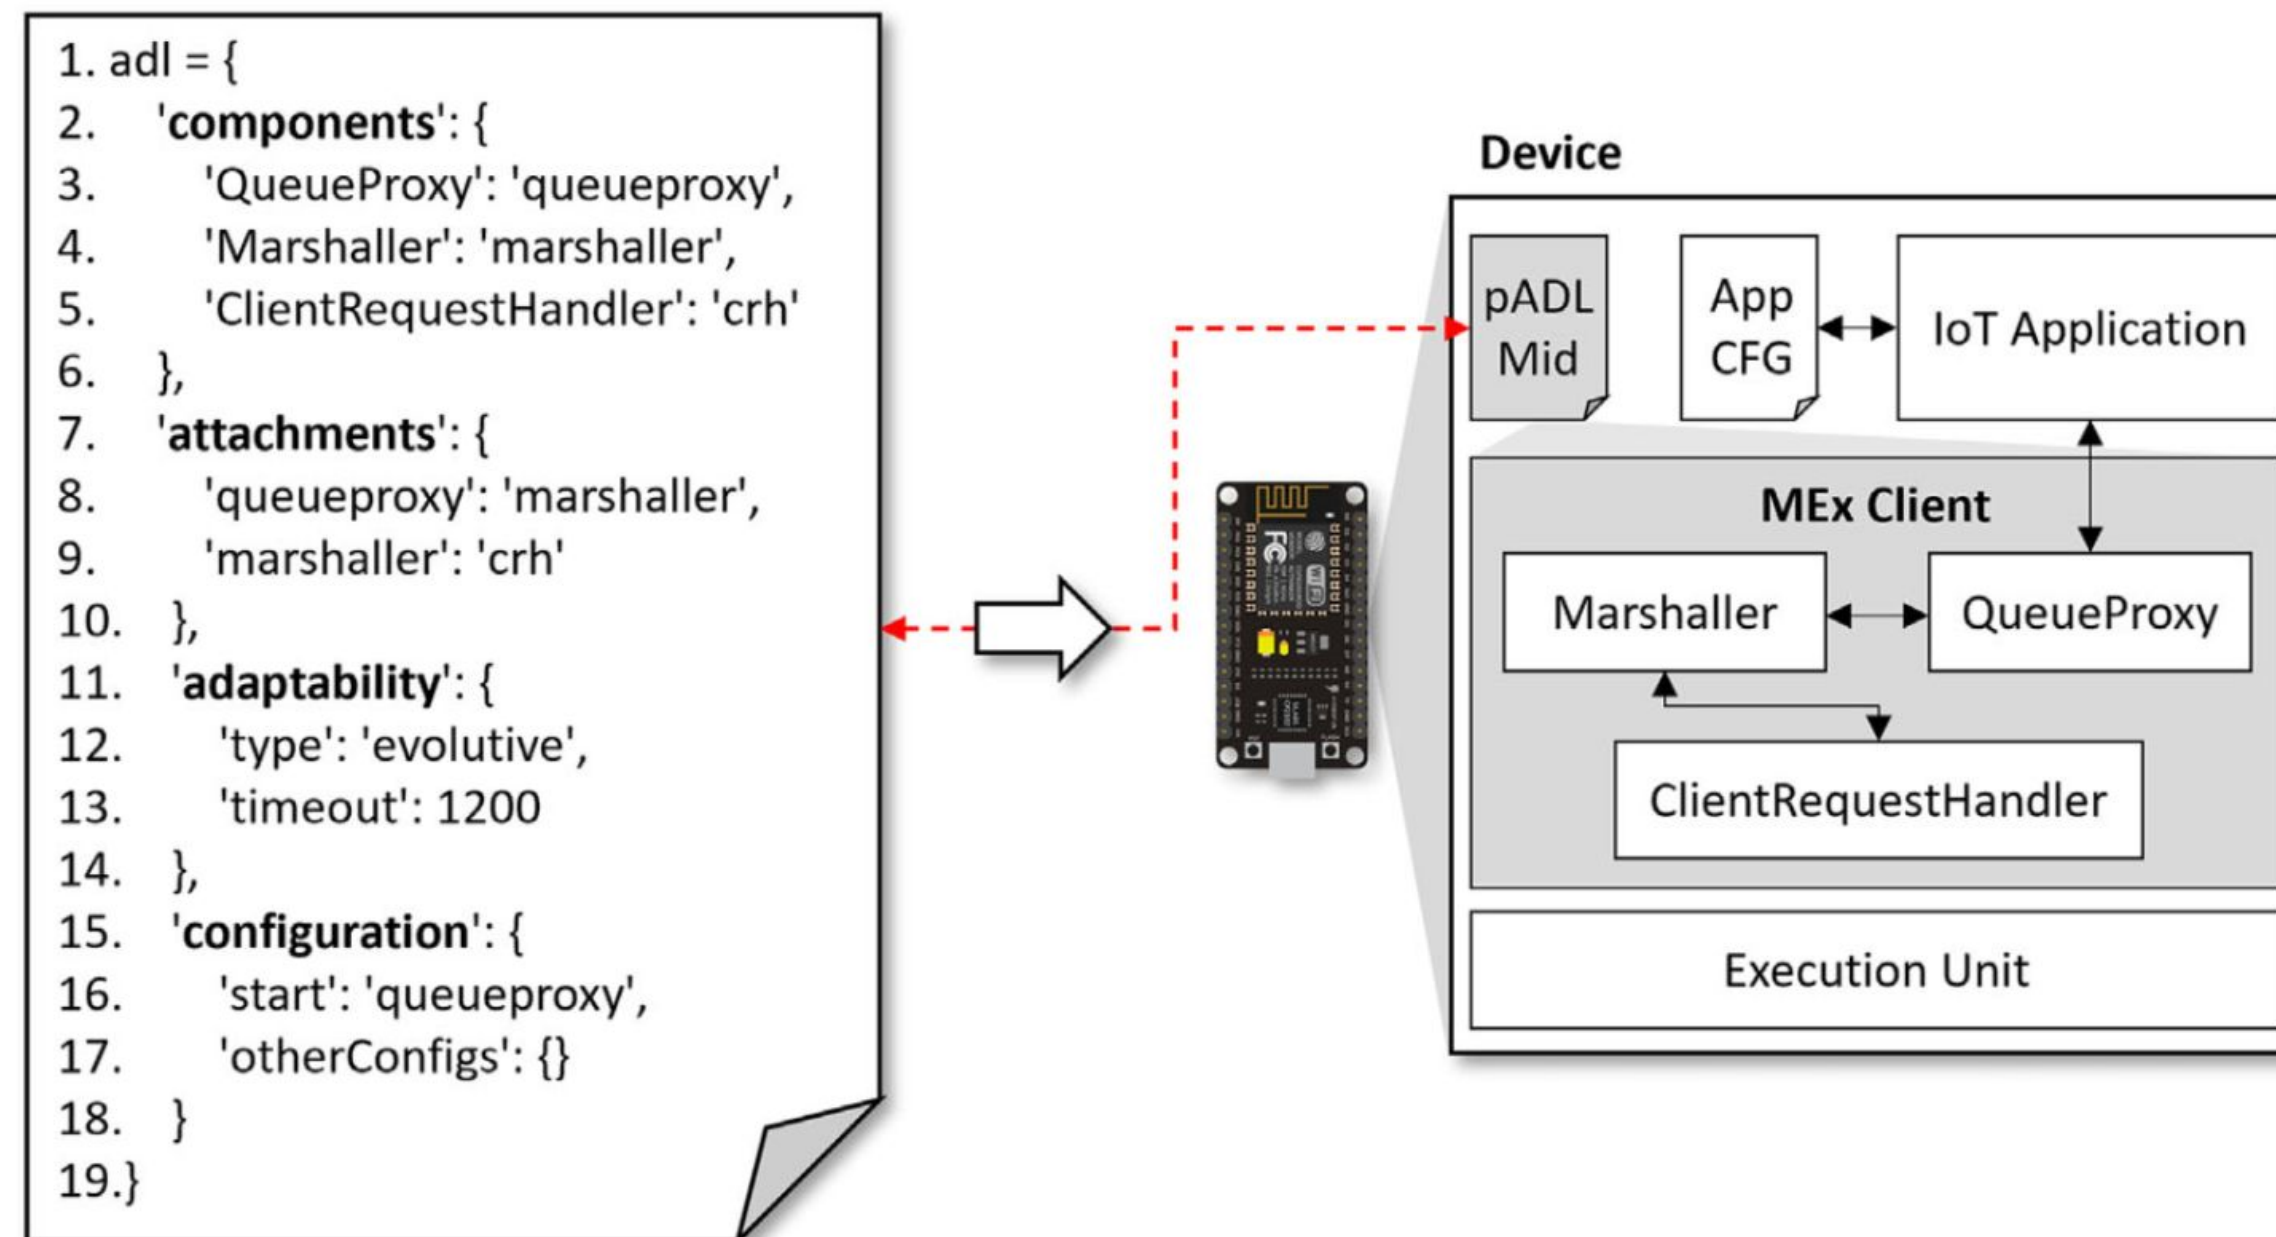 1. adl = {
2. 'components': {
3. 'QueueProxy': 'queueproxy',
4. 'Marshaller': 'marshaller',
5. 'ClientRequestHandler': 'crh'
6. },
7. 'attachments': {
8. 'queueproxy': 'marshaller',
9. 'marshaller': 'crh'
10. },
11. 'adaptability': {
12. 'type': 'evolutive',
13. 'timeout': 1200
14. },
15. 'configuration': {
16. 'start': 'queueproxy',
17. 'otherConfigs': {}
18. }
19.}
Device
pADL
Mid
App
CFG
IoT Application
MEx Client
Marshaller
QueueProxy
ClientRequestHandler
Execution Unit
FC
WiFi